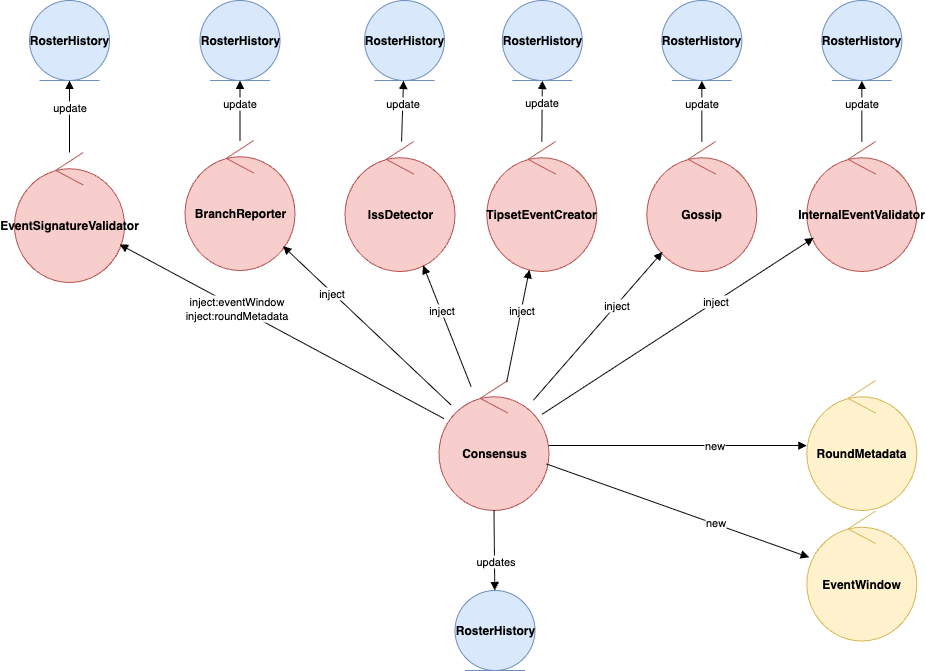 RosterHistory
RosterHistory
RosterHistory
RosterHistory
RosterHistory
RosterHistory
update
update
update
update
update
update
EventSignatureValidator
BranchReporter
IssDetector
TipsetEventCreator
Gossip
InternalEventValidator
inject:eventWindow
inject:roundMetadata
inject
inject
inject
inject
inject
Consensus
new
RoundMetadata
new
updates
EventWindow
RosterHistory